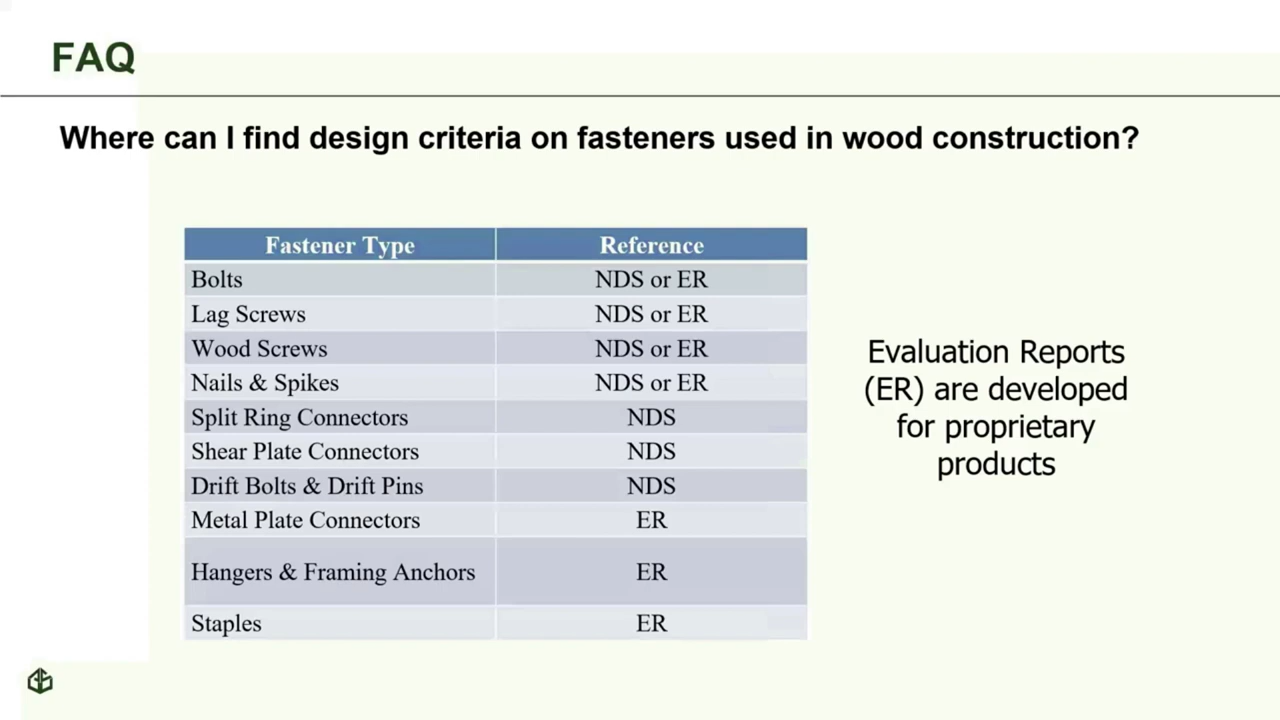 FAQ
Where can I find design criteria on fasteners used in wood construction?
Fastener Type Reference
Bolts NDS or ER
Lag Screws NDS or ER
Wood Screws NDS or ER
Nails & Spikes NDS or ER
Split Ring Connectors NDS
Shear Plate Connectors NDS
Drift Bolts & Drift Pins NDS
Metal Plate Connectors ER
Hangers & Framing Anchors ER
Staples ER
Evaluation Reports
(ER) are developed
for proprietary
products